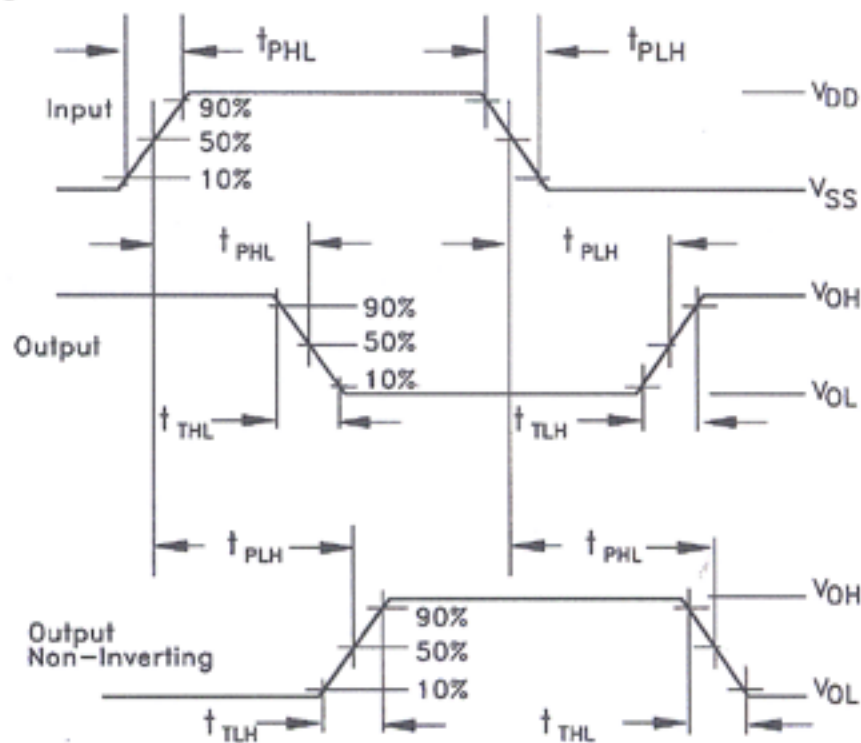 tPHL tPLH
Input 90% VDD
50%
10%
VSS
tPHL tPLH
90% VOH
Output 50%
10%
VOL
tTHL tTLH
tPLH tPHL
VOH
90%
Output
Non-Inverting 50%
10% VOL
tTLH tTHL